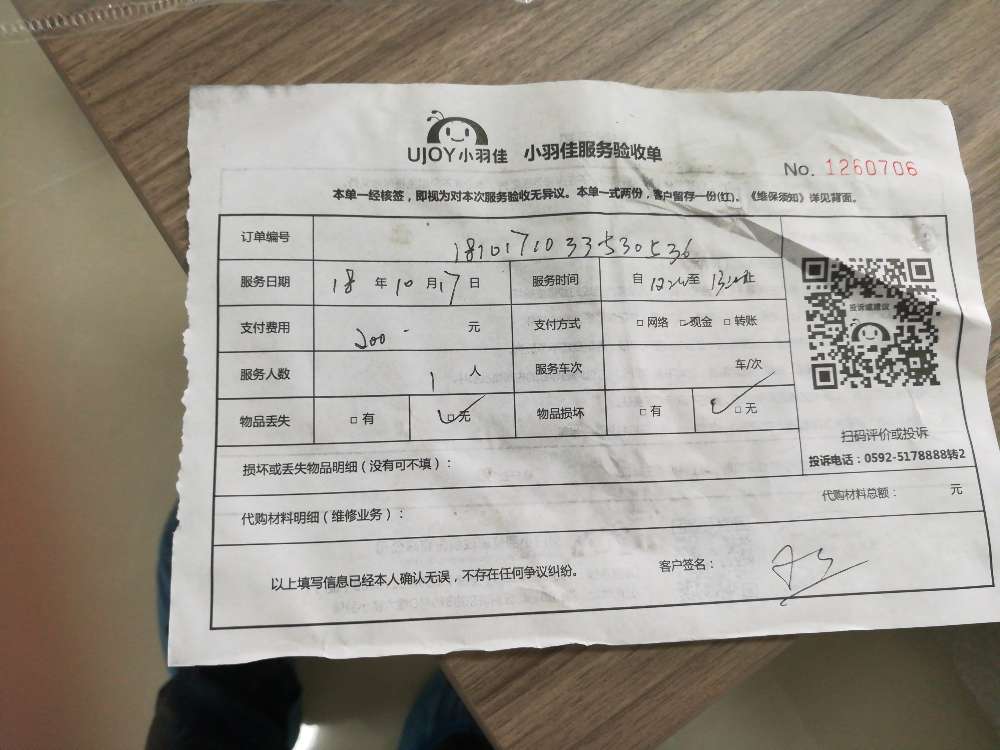 UJOY小羽佳 小羽佳服务验收单
No. 1260706
本单一经核签，即视为对本次服务验收无异议。本单一式两份，客户留存一份(红)。《维保须知》详见背面。
订单编号 181017103353 0536
服务日期 18 年 10 月 17 日 服务时间 自 至 止
支付费用 200 - 元 支付方式 □ 网络 □ 现金 □ 转账
服务人数 1 人 服务车次 车/次
物品丢失 □ 有 □ 无 物品损坏 □ 有 □ 无
投诉或建议
扫码评价或投诉
投诉电话：0592-5178888转2
损坏或丢失物品明细（没有可不填）：
代购材料明细（维修业务）： 代购材料总额： 元
以上填写信息已经本人确认无误，不存在任何争议纠纷。 客户签名：